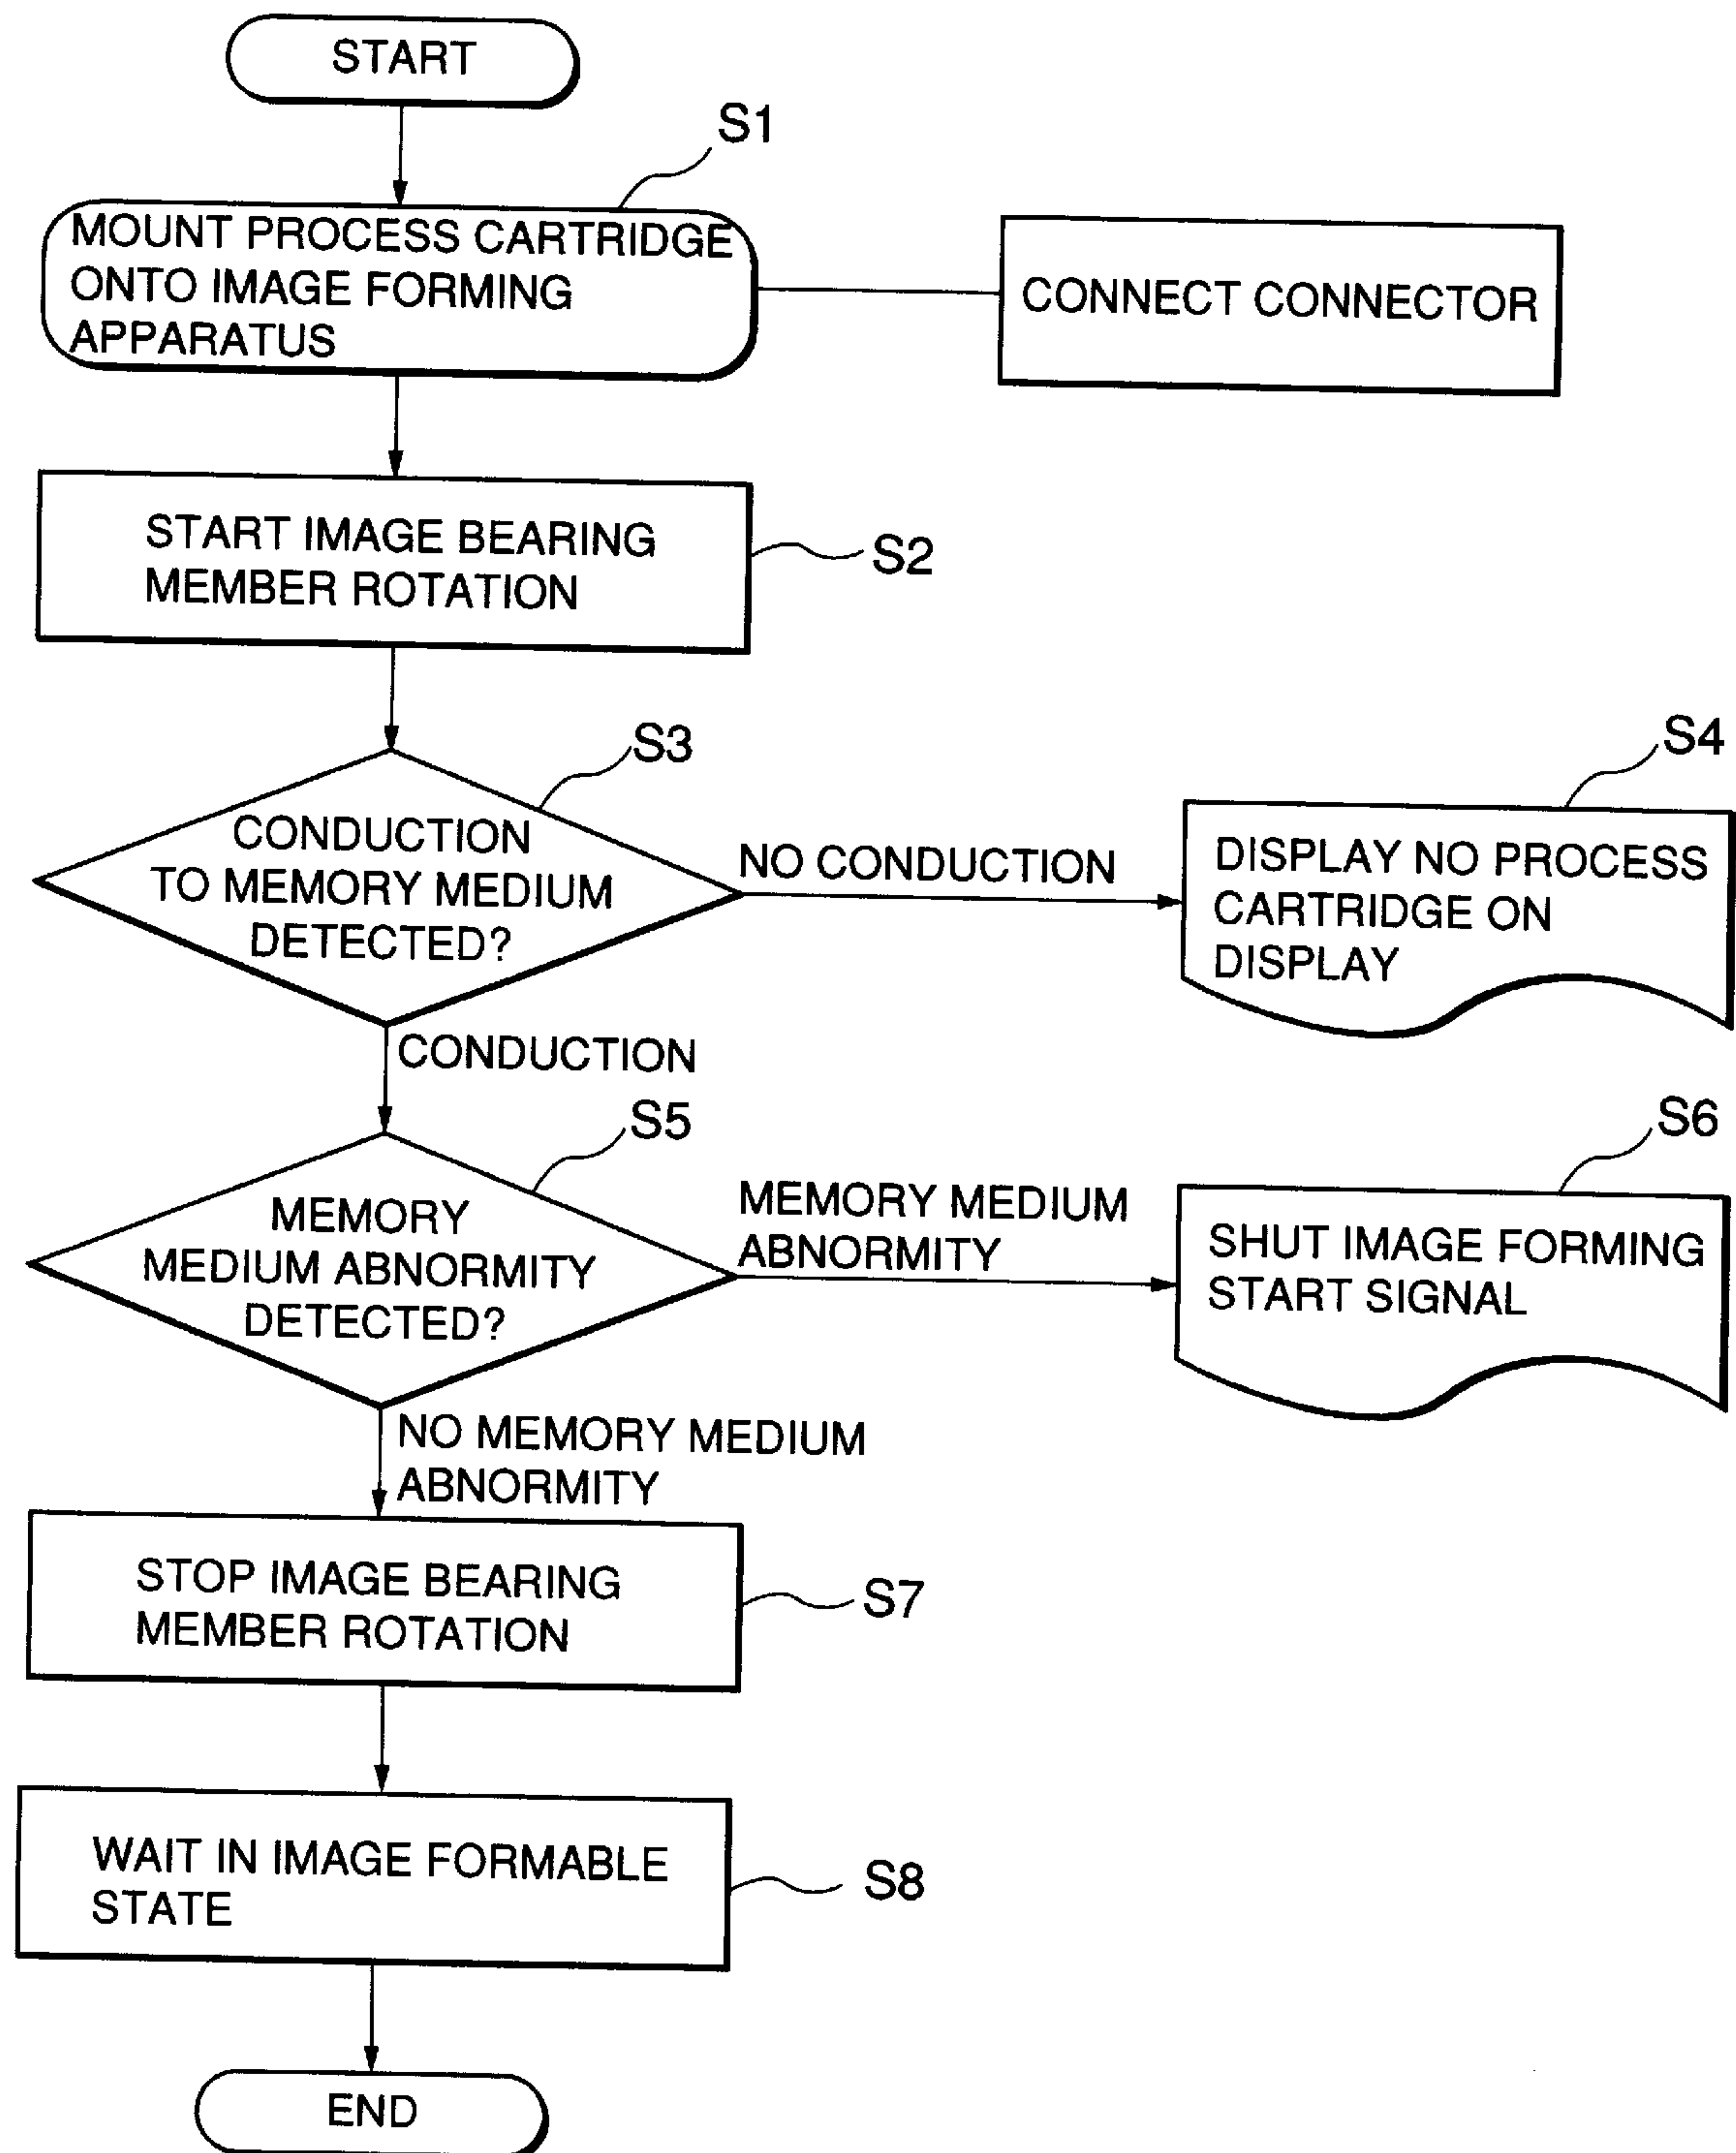 START
S1
MOUNT PROCESS CARTRIDGE
ONTO IMAGE FORMING
APPARATUS
CONNECT CONNECTOR
START IMAGE BEARING
MEMBER ROTATION
S2
S3
CONDUCTION
TO MEMORY MEDIUM
DETECTED?
NO CONDUCTION
S4
DISPLAY NO PROCESS
CARTRIDGE ON
DISPLAY
CONDUCTION
S5
MEMORY
MEDIUM ABNORMITY
DETECTED?
MEMORY MEDIUM
ABNORMITY
S6
SHUT IMAGE FORMING
START SIGNAL
NO MEMORY MEDIUM
ABNORMITY
STOP IMAGE BEARING
MEMBER ROTATION
S7
WAIT IN IMAGE FORMABLE
STATE
S8
END